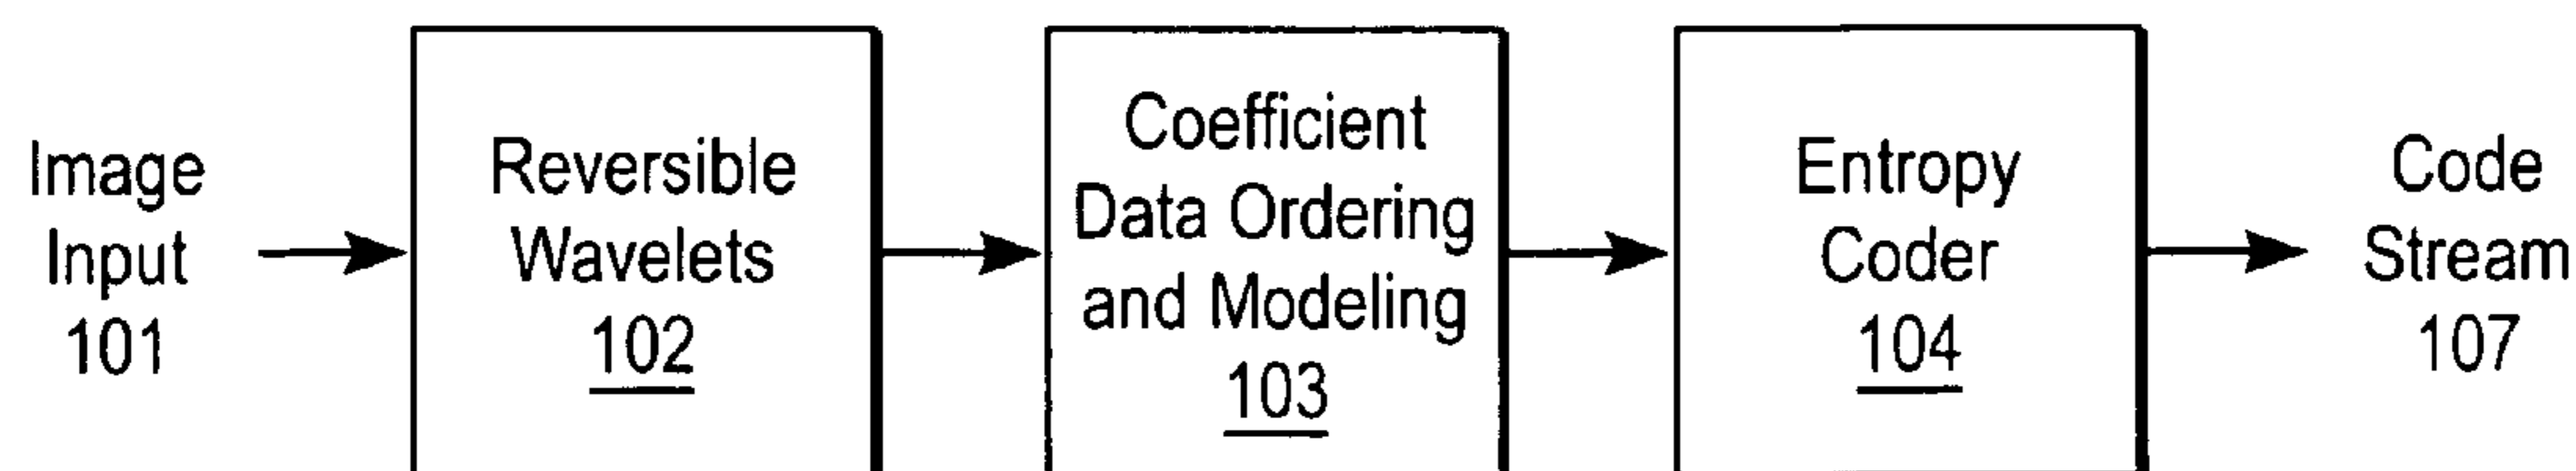 Image
Input
101
Reversible
Wavelets
102
Coefficient
Data Ordering
and Modeling
103
Entropy
Coder
104
Code
Stream
107